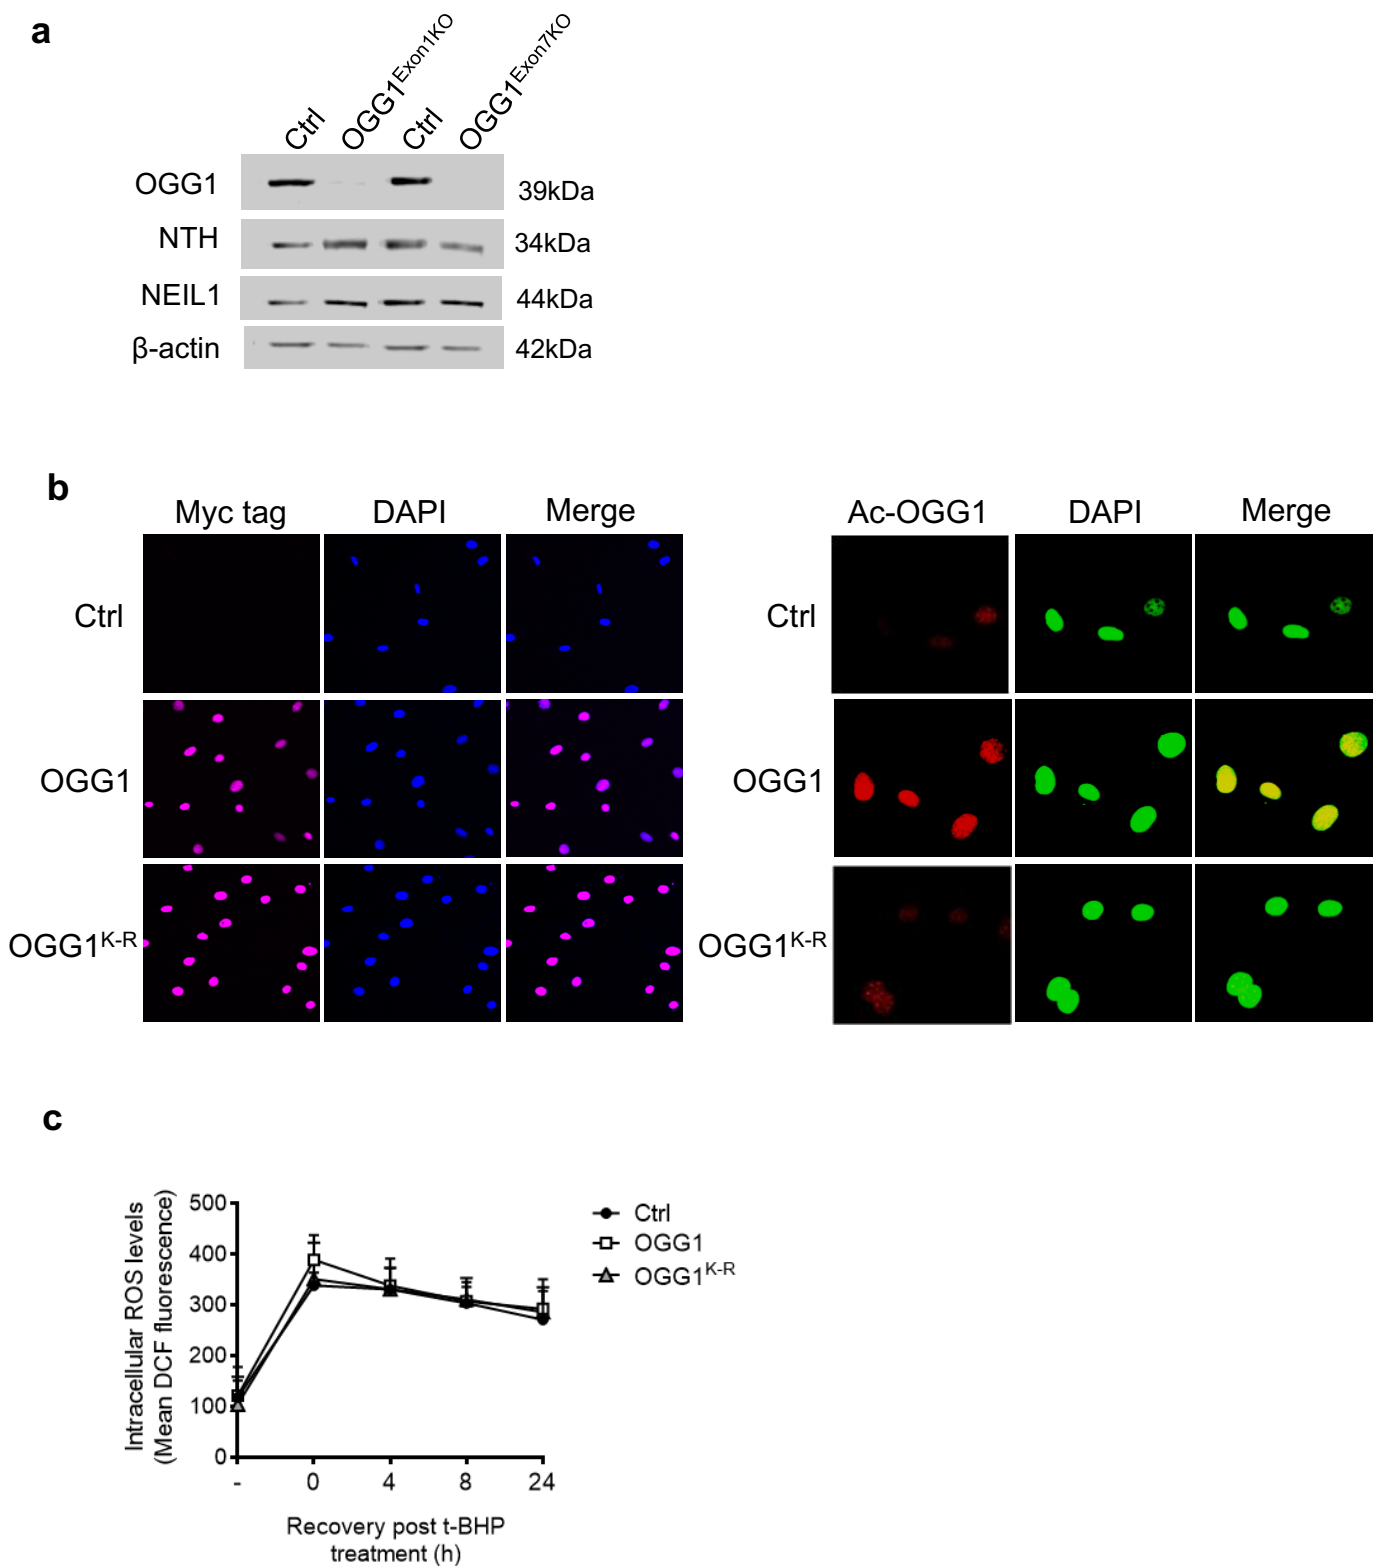 a
Ctrl OGG1Exon1KO Ctrl OGG1Exon7KO
OGG1 39kDa
NTH 34kDa
NEIL1 44kDa
β-actin 42kDa
b
Myc tag DAPI Merge Ac-OGG1 DAPI Merge
Ctrl Ctrl
OGG1 OGG1
OGG1K-R OGG1K-R
c
Intracellular ROS levels
(Mean DCF fluorescence)
500
400
300
200
100
0
- 0 4 8 24
Recovery post t-BHP
treatment (h)
Ctrl
OGG1
OGG1K-R